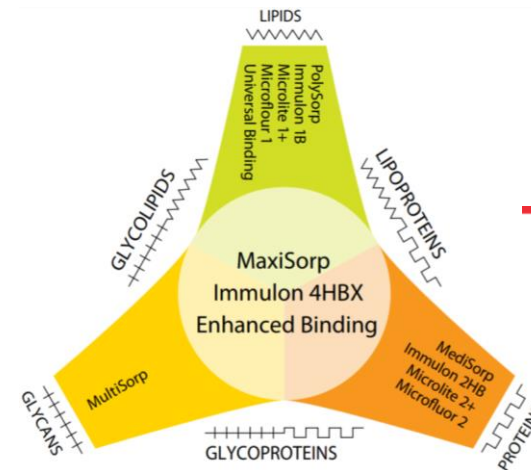 LIPIDS
PolySorp
Immulon 1B
Microlite 1+
Microflour 1
Universal Binding
GLYCOLIPIDS
LIPOPROTEINS
MaxiSorp
Immulon 4HBX
Enhanced Binding
MultiSorp
MediSorp
Immulon 2HB
Microlite 2+
Microfluor 2
GLYCANS
GLYCOPROTEINS
PROTEIN